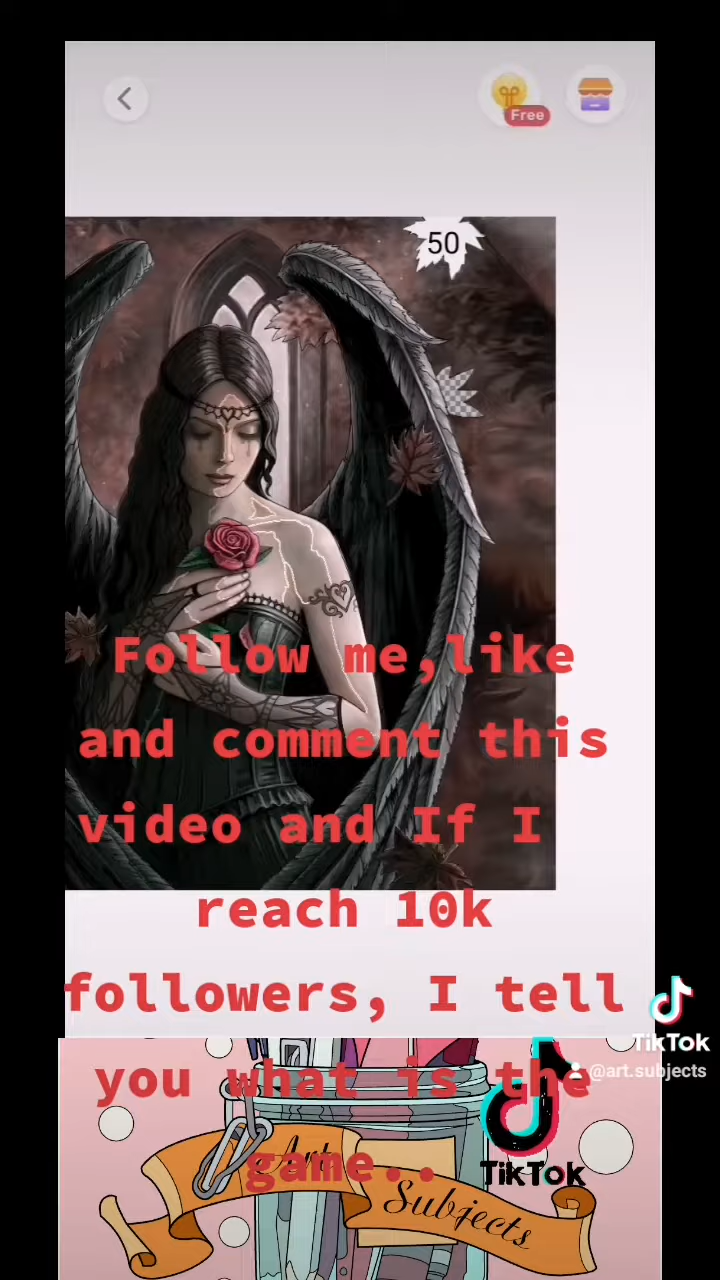 Free
50
Follow me,like
and comment this
video and If I
reach 10k
followers, I tell
you what is the
game..
TikTok
@art.subjects
TikTok
Art
Subjects